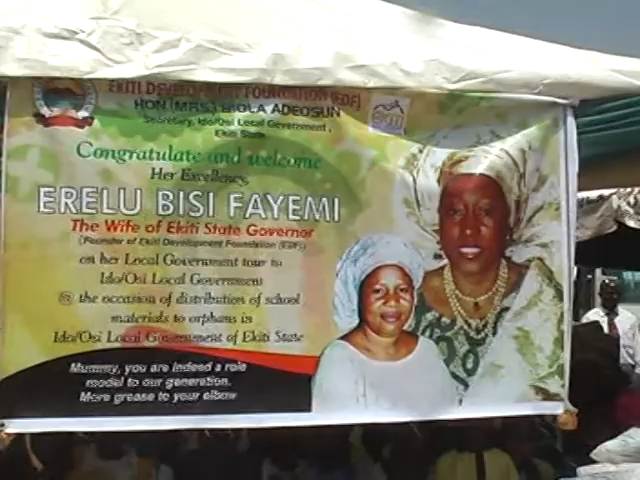 EKITI DEVELOPMENT FOUNDATION (EDF)
HON (MRS.) BIOLA ADEOSUN
Secretary, Ido/Osi Local Government,
Ekiti State
Congratulate and welcome
Her Excellency,
ERELU BISI FAYEMI
The Wife of Ekiti State Governor
(Founder of Ekiti Development Foundation (EDF)
on her Local Government tour to
Ido/Osi Local Government
@ the occasion of distribution of school
materials to orphans in
Ido/Osi Local Government of Ekiti State
Mummy, you are indeed a role
model to our generation.
More grease to your elbow